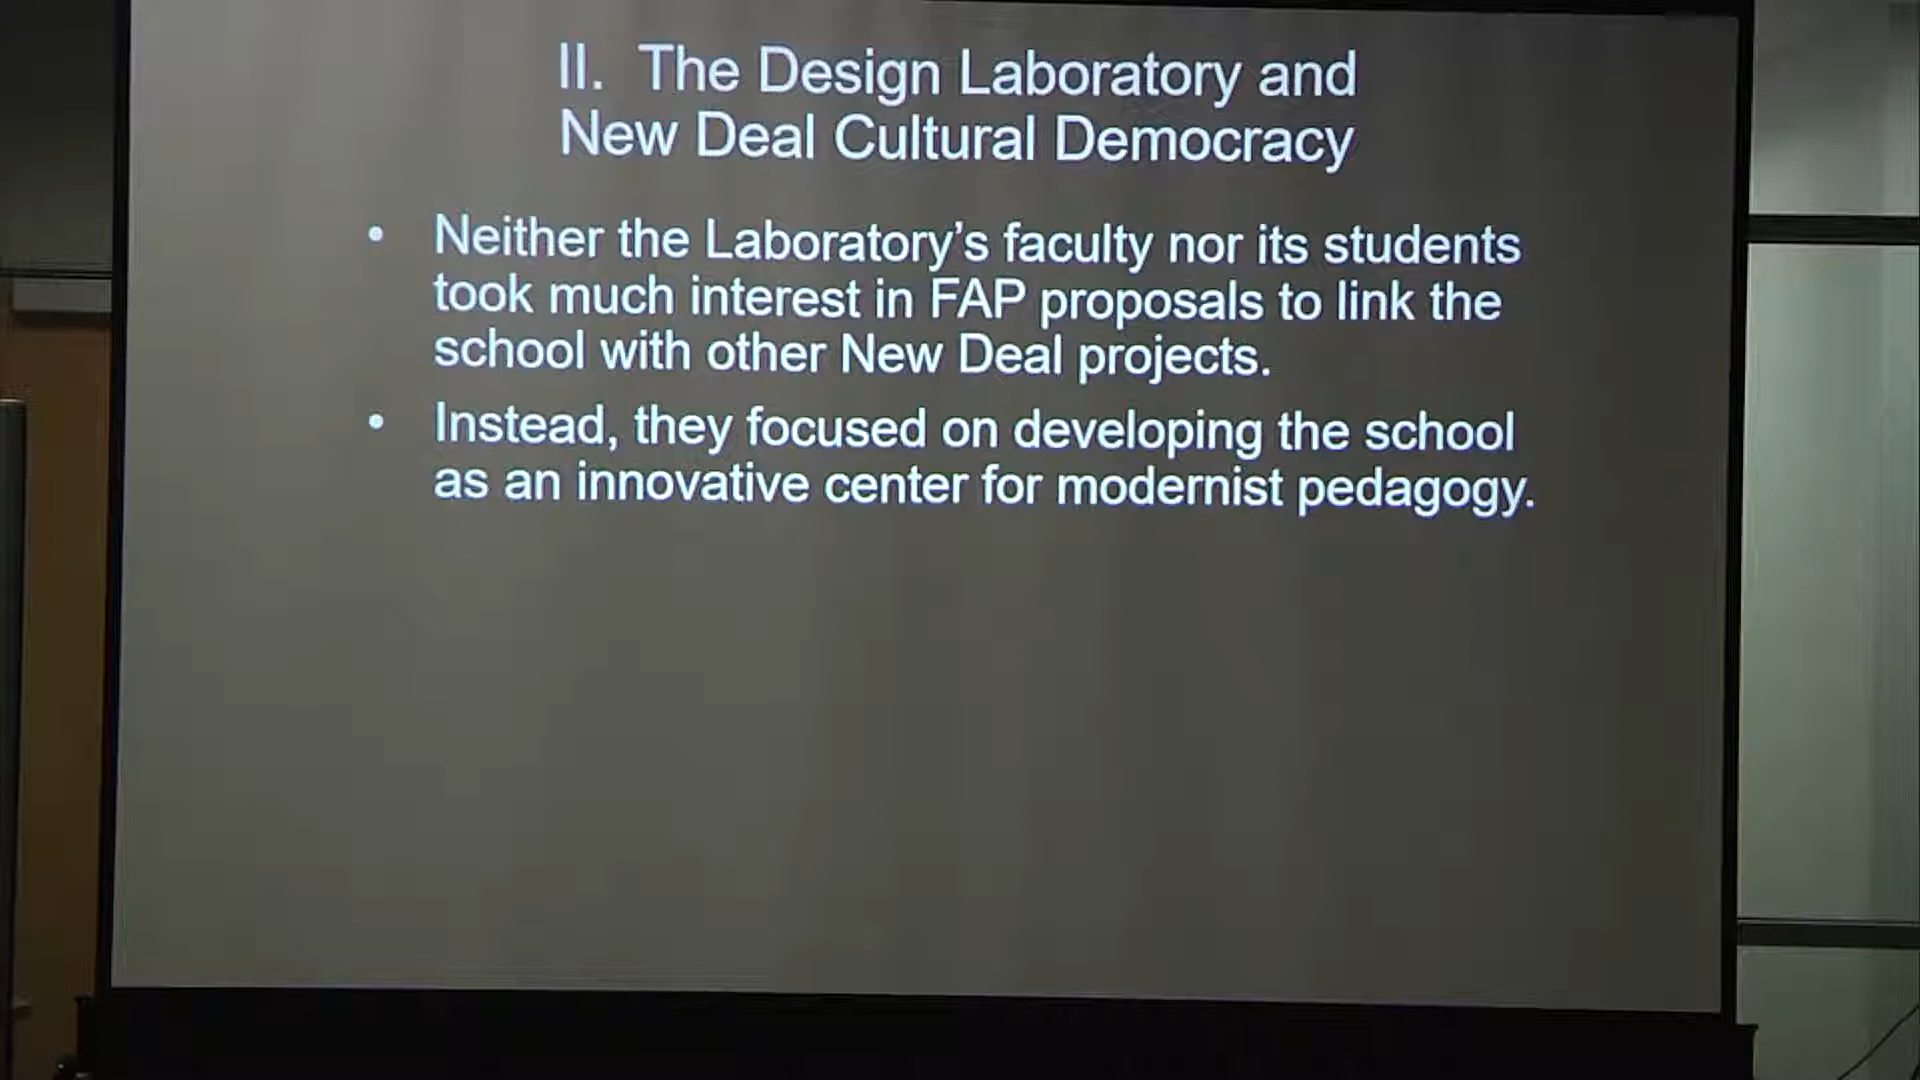 II. The Design Laboratory and
New Deal Cultural Democracy
• Neither the Laboratory's faculty nor its students
took much interest in FAP proposals to link the
school with other New Deal projects.
• Instead, they focused on developing the school
as an innovative center for modernist pedagogy.